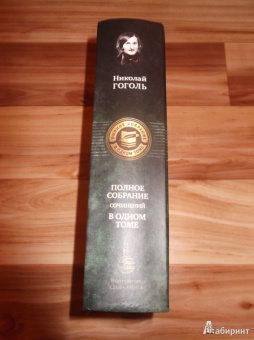 Николай
ГОГОЛЬ
ПОЛНОЕ
СОБРАНИЕ
СОЧИНЕНИЙ
В ОДНОМ
ТОМЕ
Лабиринт